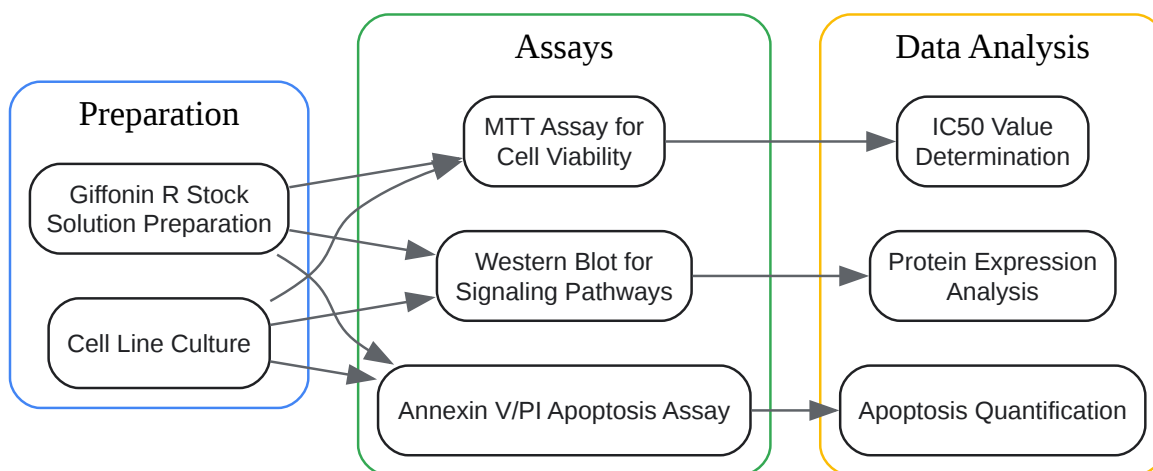 Preparation
Giffonin R Stock
Solution Preparation
Cell Line Culture
Assays
MTT Assay for
Cell Viability
Western Blot for
Signaling Pathways
Annexin V/PI Apoptosis Assay
Data Analysis
IC50 Value
Determination
Protein Expression
Analysis
Apoptosis Quantification